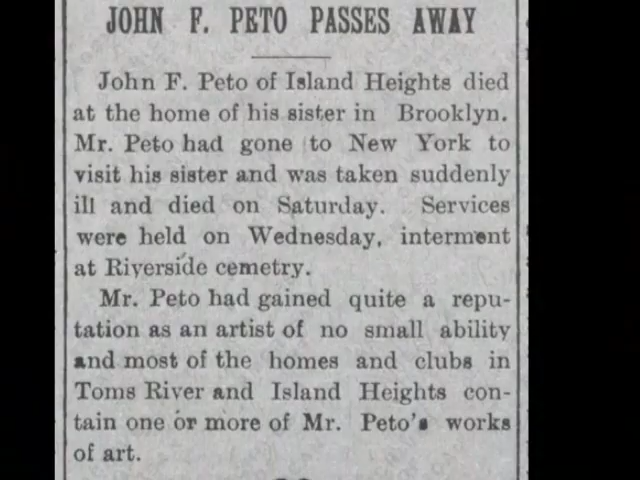 JOHN F. PETO PASSES AWAY
John F. Peto of Island Heights died
at the home of his sister in Brooklyn.
Mr. Peto had gone to New York to
visit his sister and was taken suddenly
ill and died on Saturday. Services
were held on Wednesday, interment
at Riverside cemetry.
Mr. Peto had gained quite a repu-
tation as an artist of no small ability
and most of the homes and clubs in
Toms River and Island Heights con-
tain one or more of Mr. Peto's works
of art.